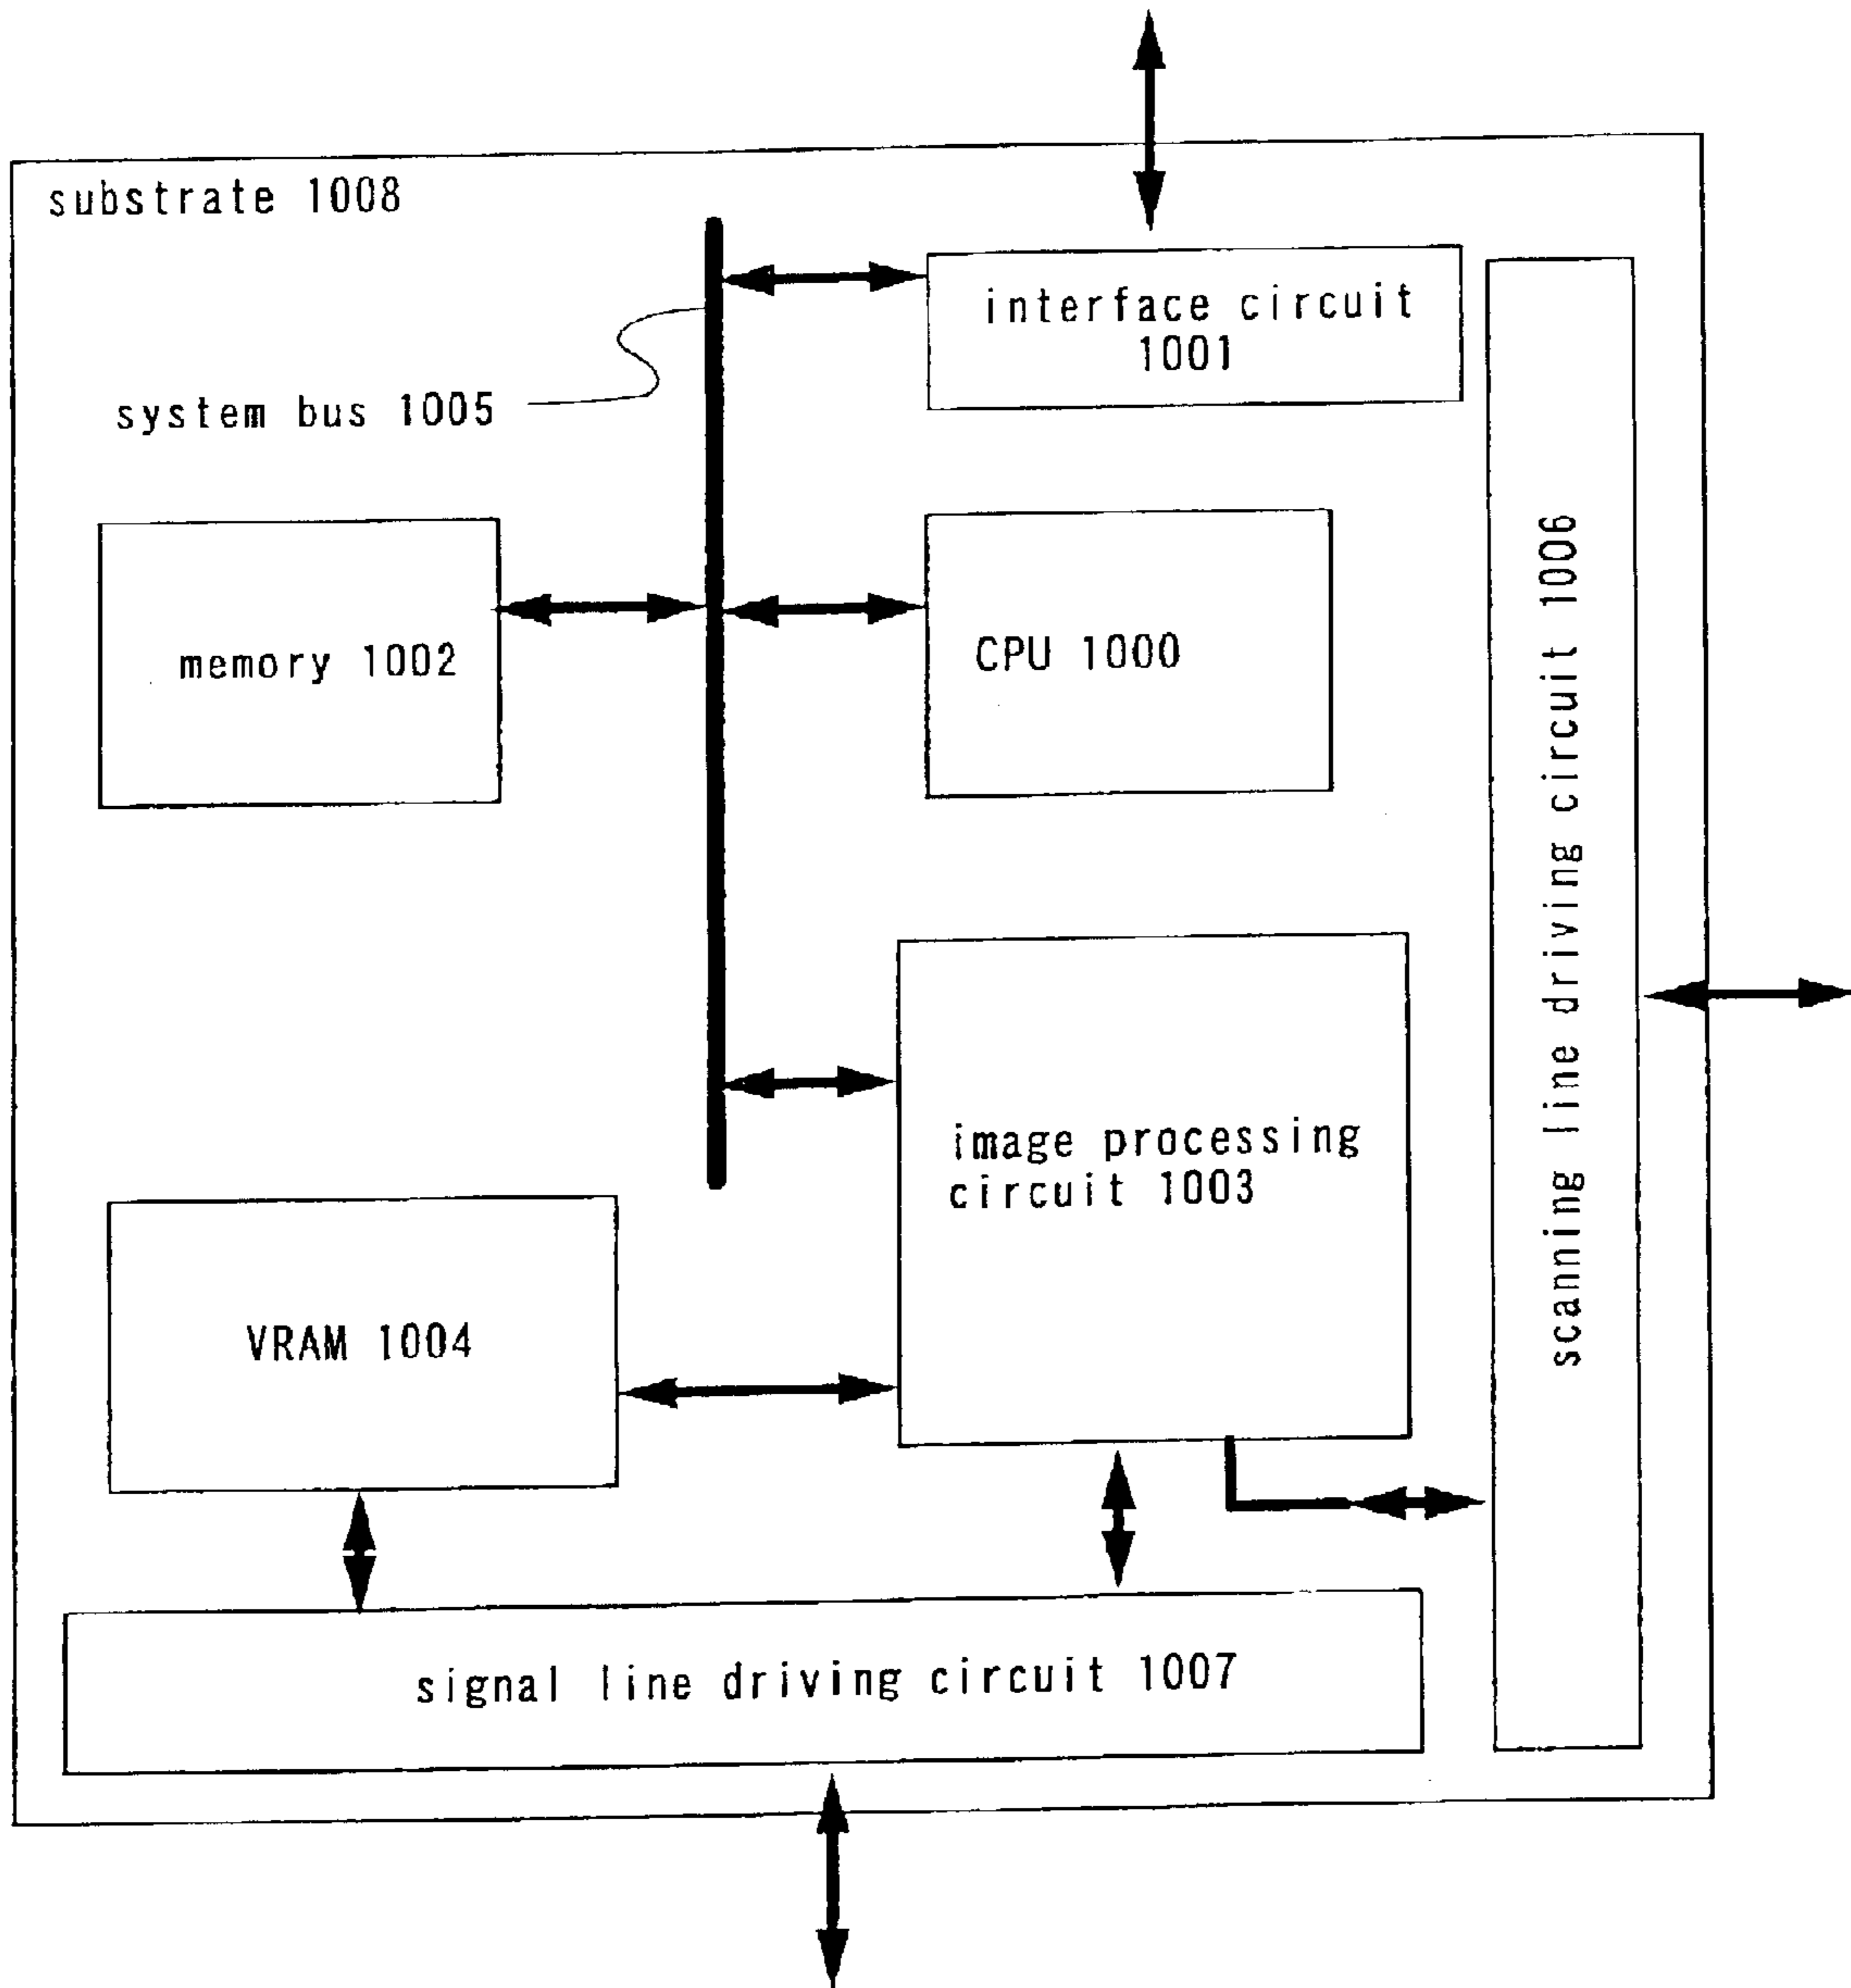 substrate 1008
interface circuit
1001
system bus 1005
memory 1002
CPU 1000
scanning line driving circuit 1006
image processing
circuit 1003
VRAM 1004
signal line driving circuit 1007